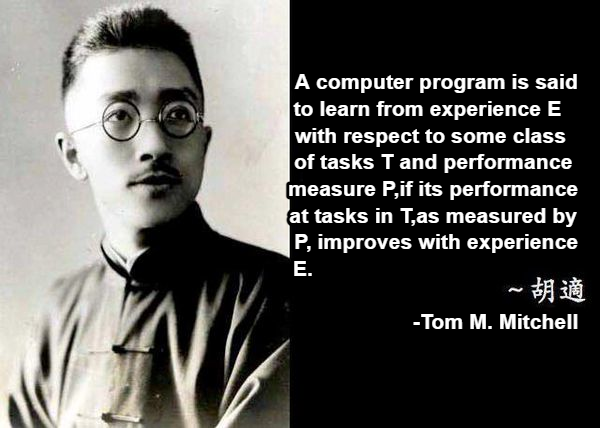 A computer program is said
to learn from experience E
with respect to some class
of tasks T and performance
measure P,if its performance
at tasks in T,as measured by
P, improves with experience
E.
~胡適
-Tom M. Mitchell